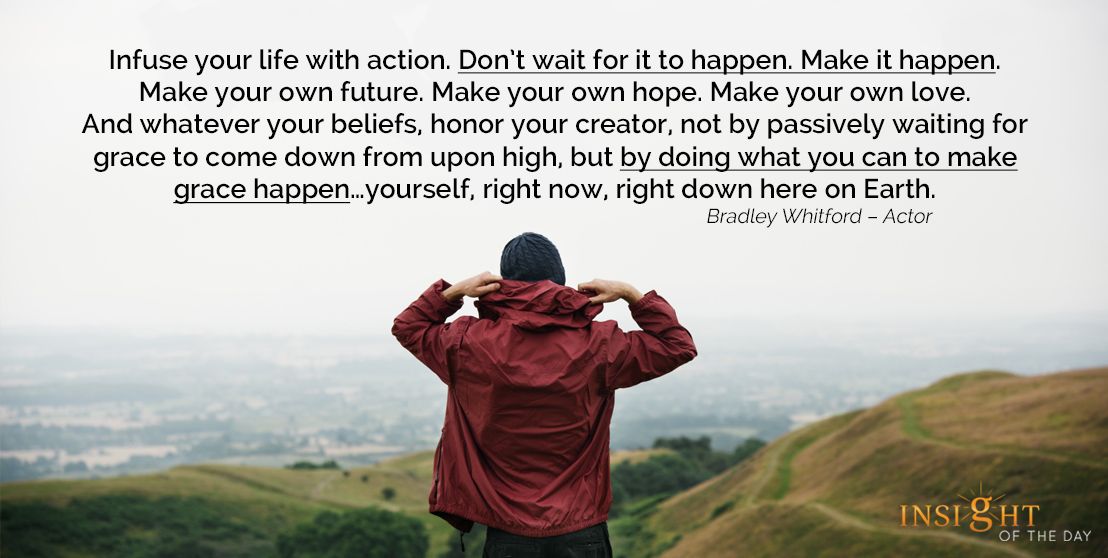 Infuse your life with action. Don't wait for it to happen. Make it happen.
Make your own future. Make your own hope. Make your own love.
And whatever your beliefs, honor your creator, not by passively waiting for
grace to come down from upon high, but by doing what you can to make
grace happen...yourself, right now, right down here on Earth.
Bradley Whitford – Actor
INSIGHT
OF THE DAY